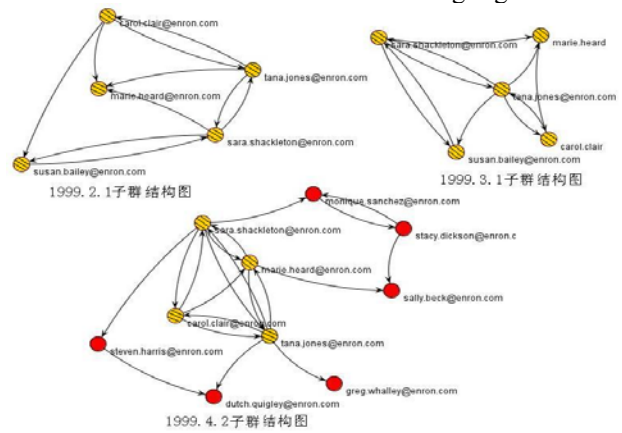 carol.clair@enron.com
tana.jones@enron.com
marie.heard@enron.com
sara.shackleton@enron.com
susan.bailey@enron.com
1999.2.1子群结构图
sara.shackleton@enron.com
marie.heard
tana.jones@enron.com
carol.clair
susan.bailey@enron.com
1999.3.1子群结构图
monique.sanchez@enron.com
sara.shackleton@enron.com
stacy.dickson@enron.c
marie.heard@enron.com
sally.beck@enron.com
carol.clair@enron.com
tana.jones@enron.com
steven.harris@enron.com
greg.whalley@enron.com
dutch.quigley@enron.com
1999.4.2子群结构图